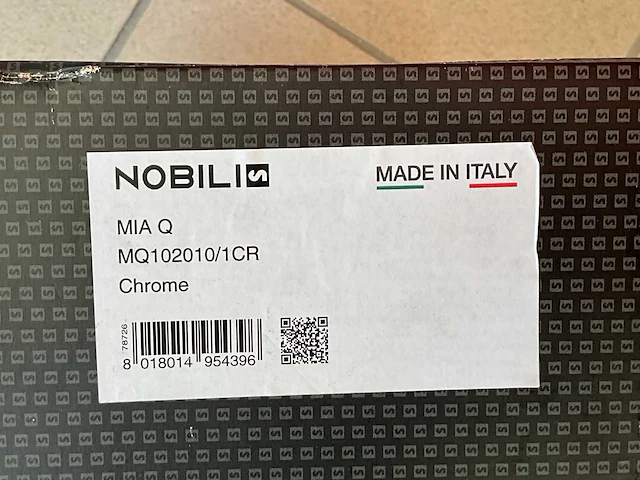 NOBILI
MADE IN ITALY
MIA Q
MQ102010/1CR
Chrome
78726
8 018014 954396